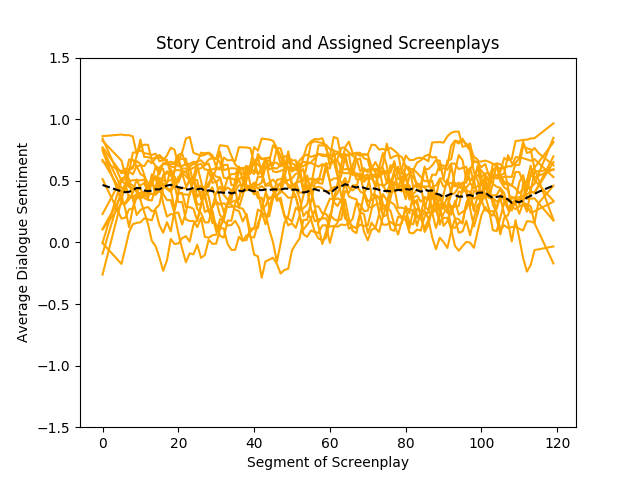 Story Centroid and Assigned Screenplays
1.5
1.0
0.5
0.0
−0.5
−1.0
−1.5
Average Dialogue Sentiment
0 20 40 60 80 100 120
Segment of Screenplay